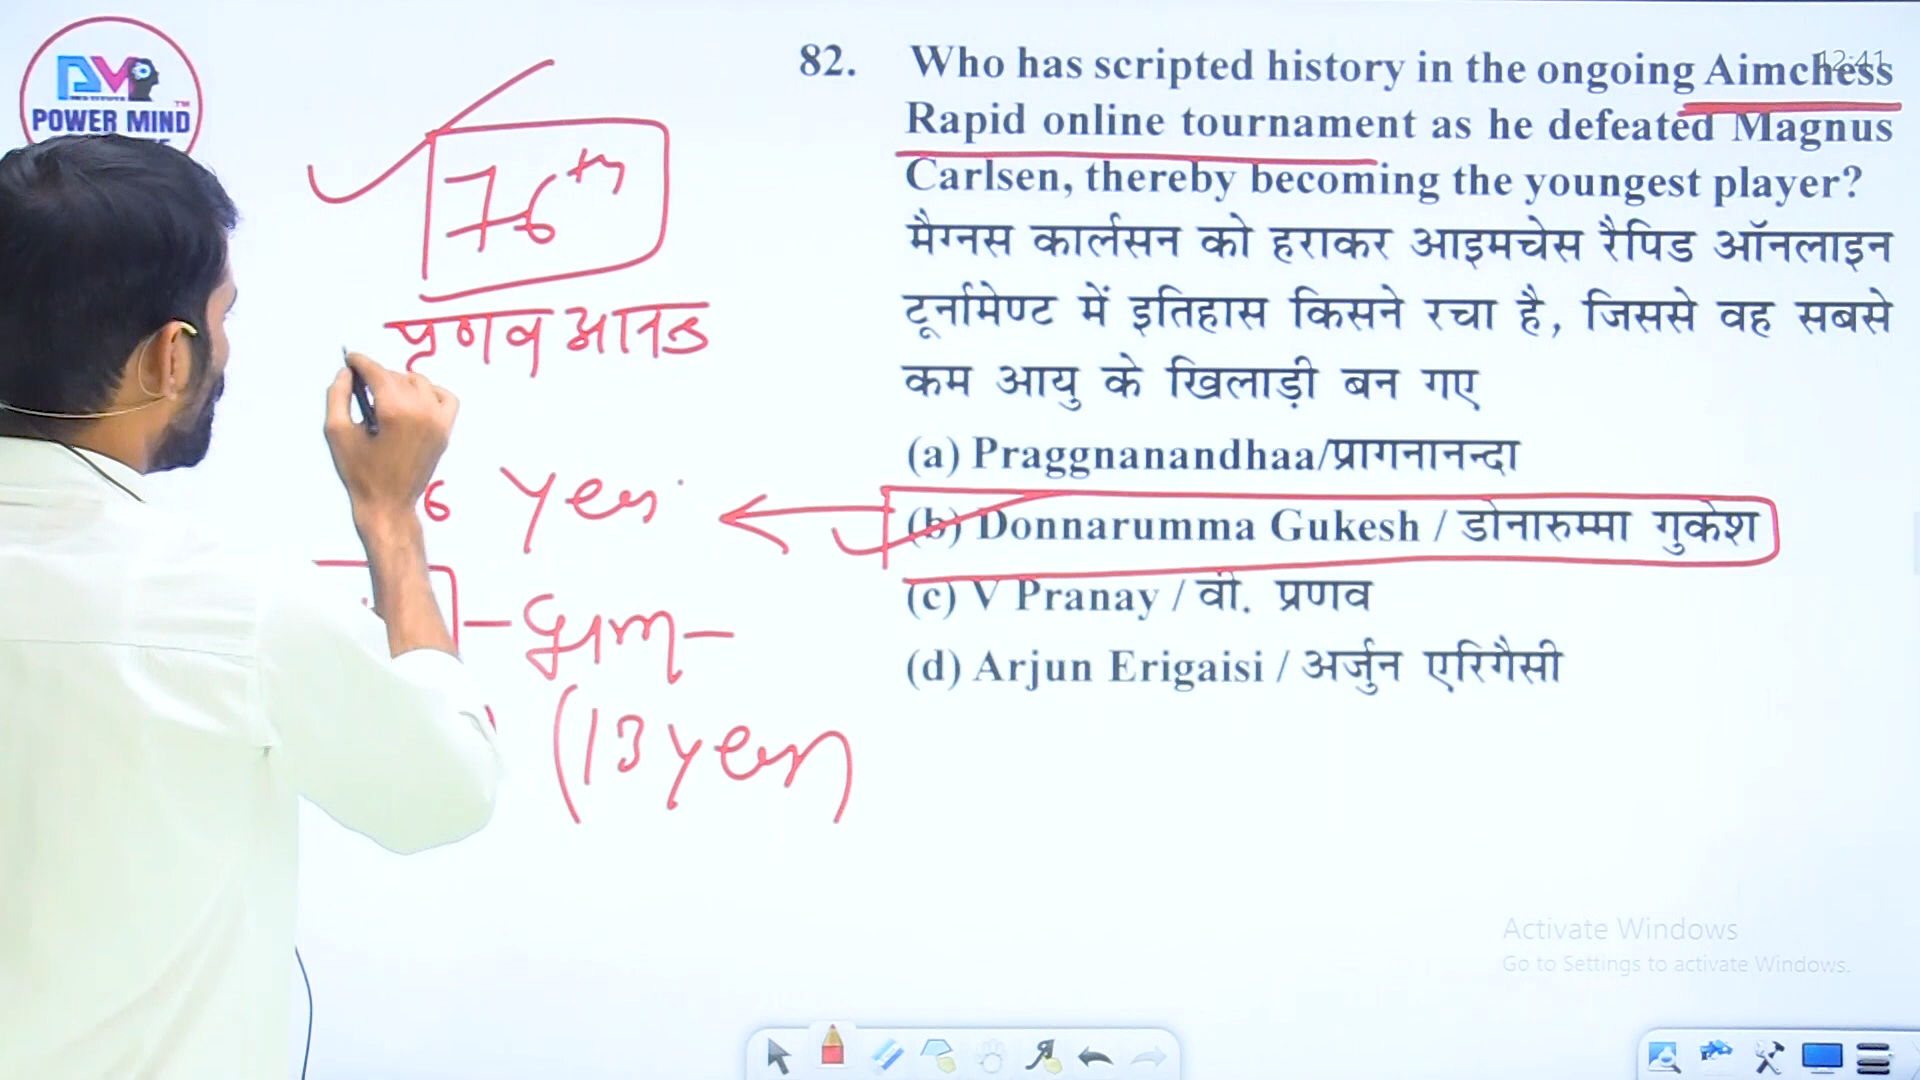 POWER MIND
76th
प्रणव आनंड
6 Year
13 year
12:41
82. Who has scripted history in the ongoing Aimchess
Rapid online tournament as he defeated Magnus
Carlsen, thereby becoming the youngest player?
मैग्नस कार्लसन को हराकर आइमचेस रैपिड ऑनलाइन
टूर्नामेण्ट में इतिहास किसने रचा है, जिससे वह सबसे
कम आयु के खिलाड़ी बन गए
(a) Praggnanandhaa/प्रागनानन्दा
(b) Donnarumma Gukesh / डोनारुम्मा गुकेश
(c) V Pranay / वी. प्रणव
(d) Arjun Erigaisi / अर्जुन एरिगैसी
Activate Windows
Go to Settings to activate Windows.